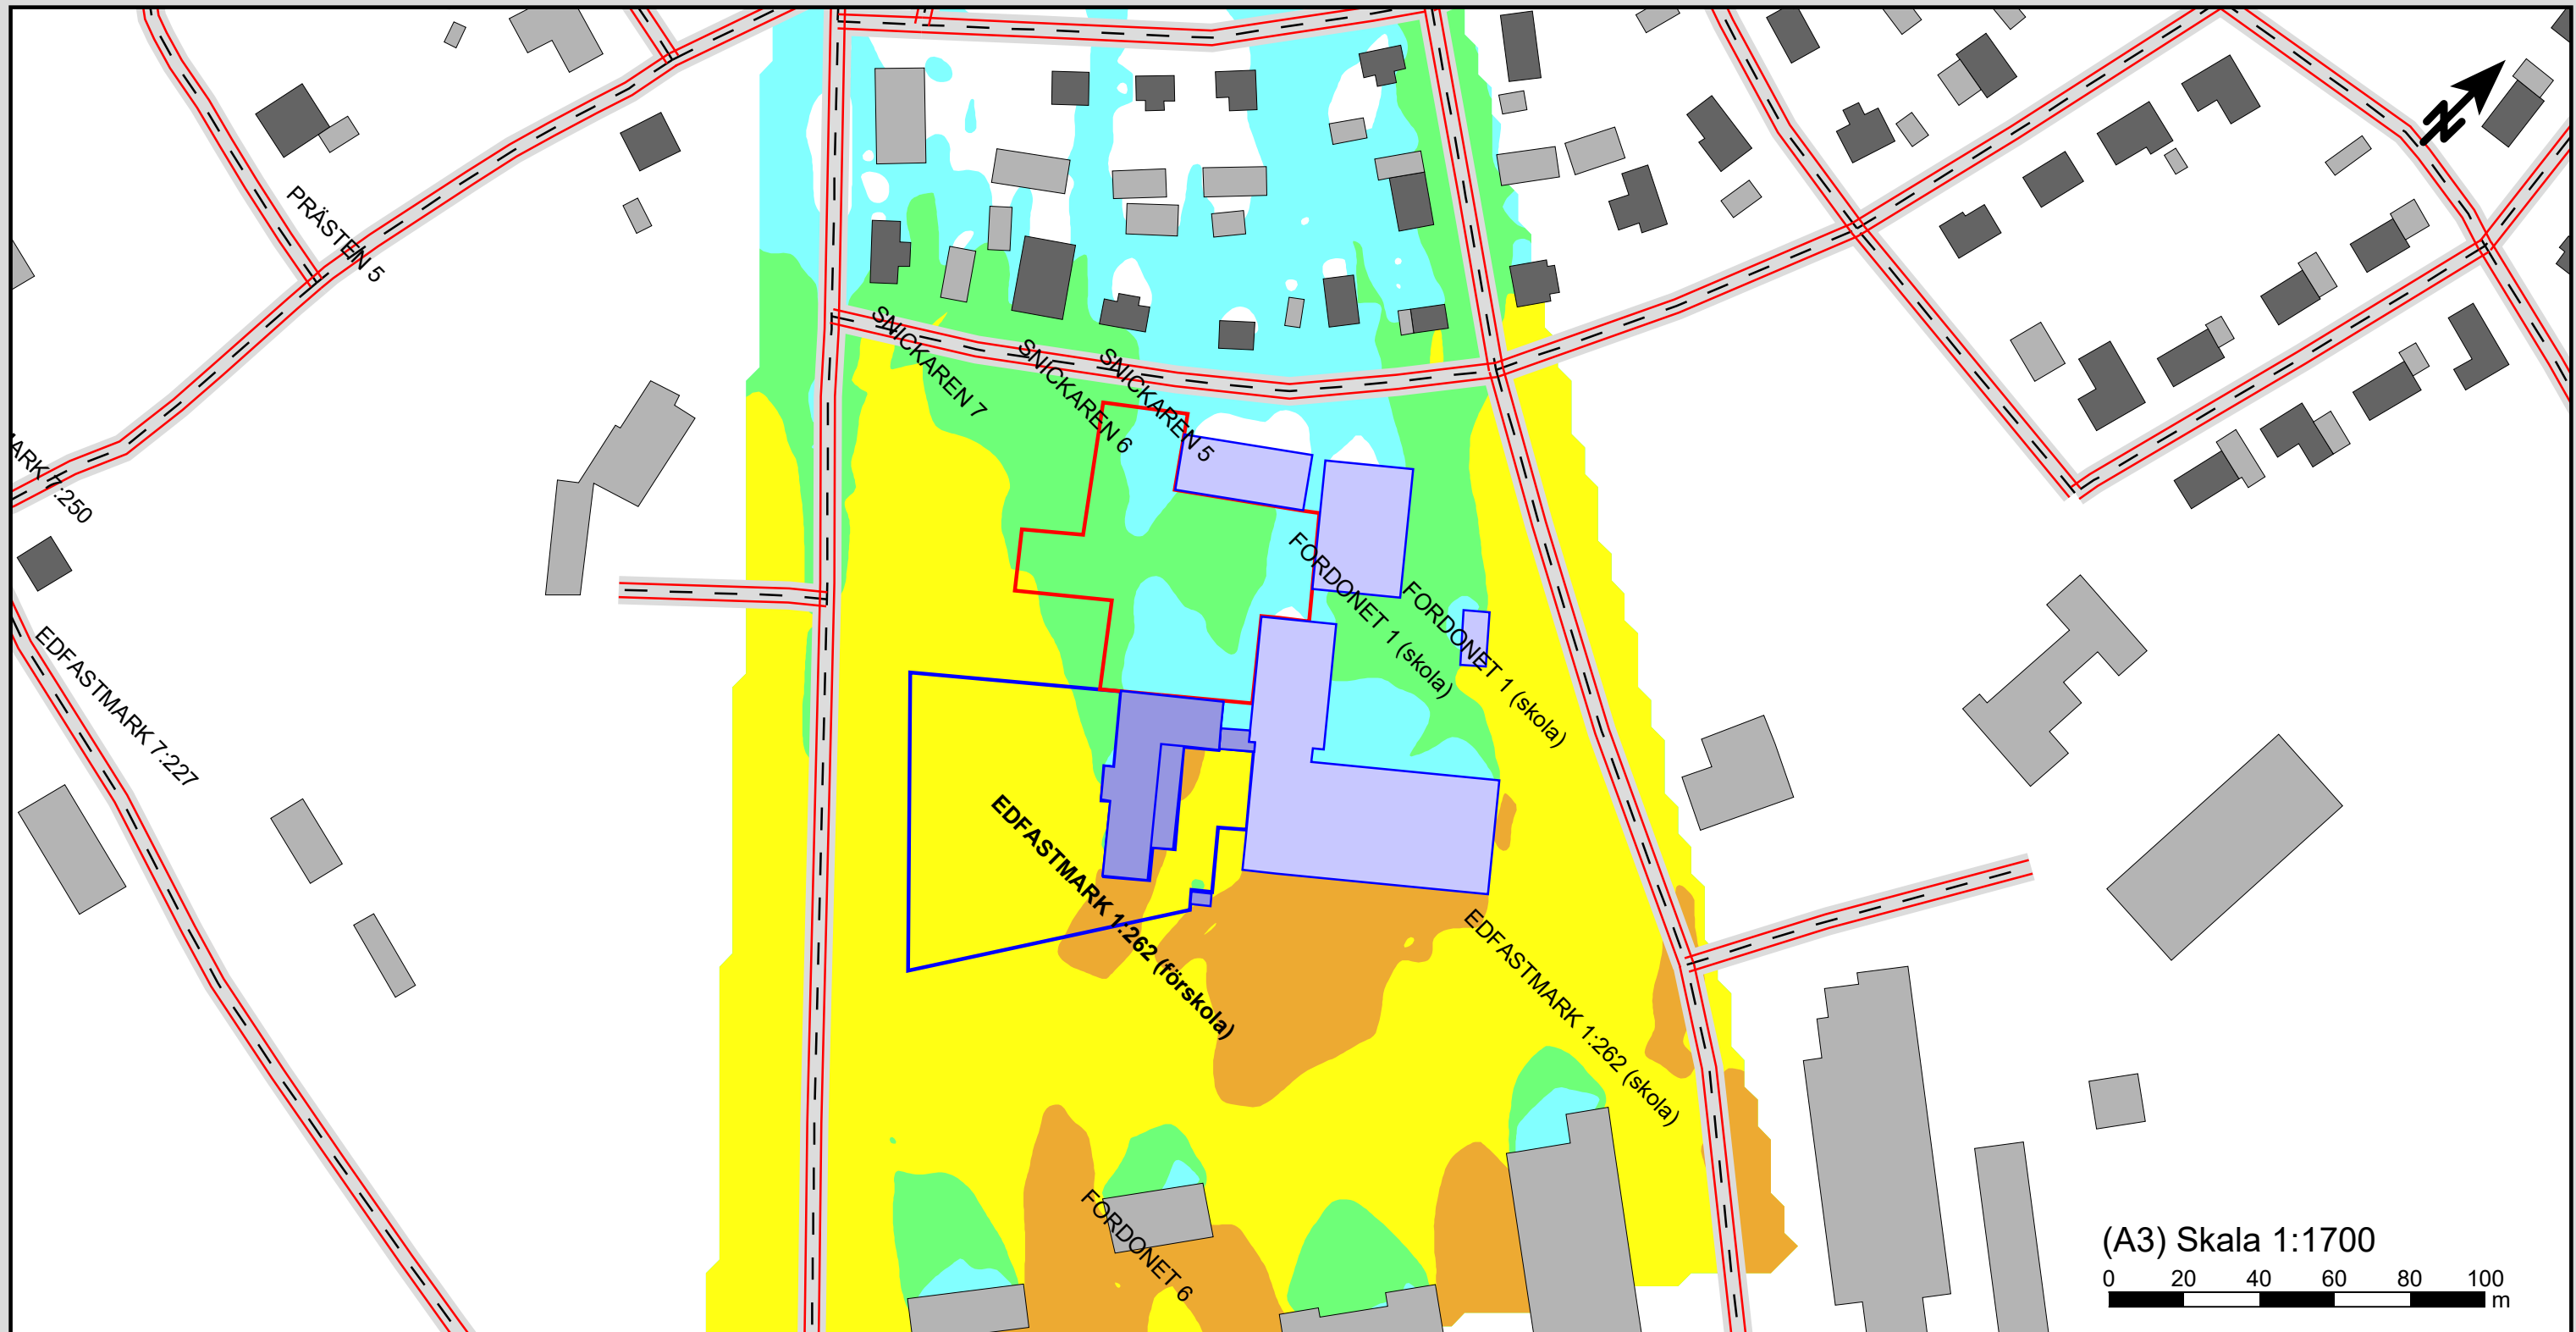 PRÄSTEN 5
SNICKAREN 7
SNICKAREN 6
SNICKAREN 5
MARK 7:250
EDFASTMARK 7:227
FORDONET 1 (skola)
FORDONET 1 (skola)
EDFASTMARK 1:262 (förskola)
EDFASTMARK 1:262 (skola)
FORDONET 6
(A3) Skala 1:1700
0 20 40 60 80 100
m